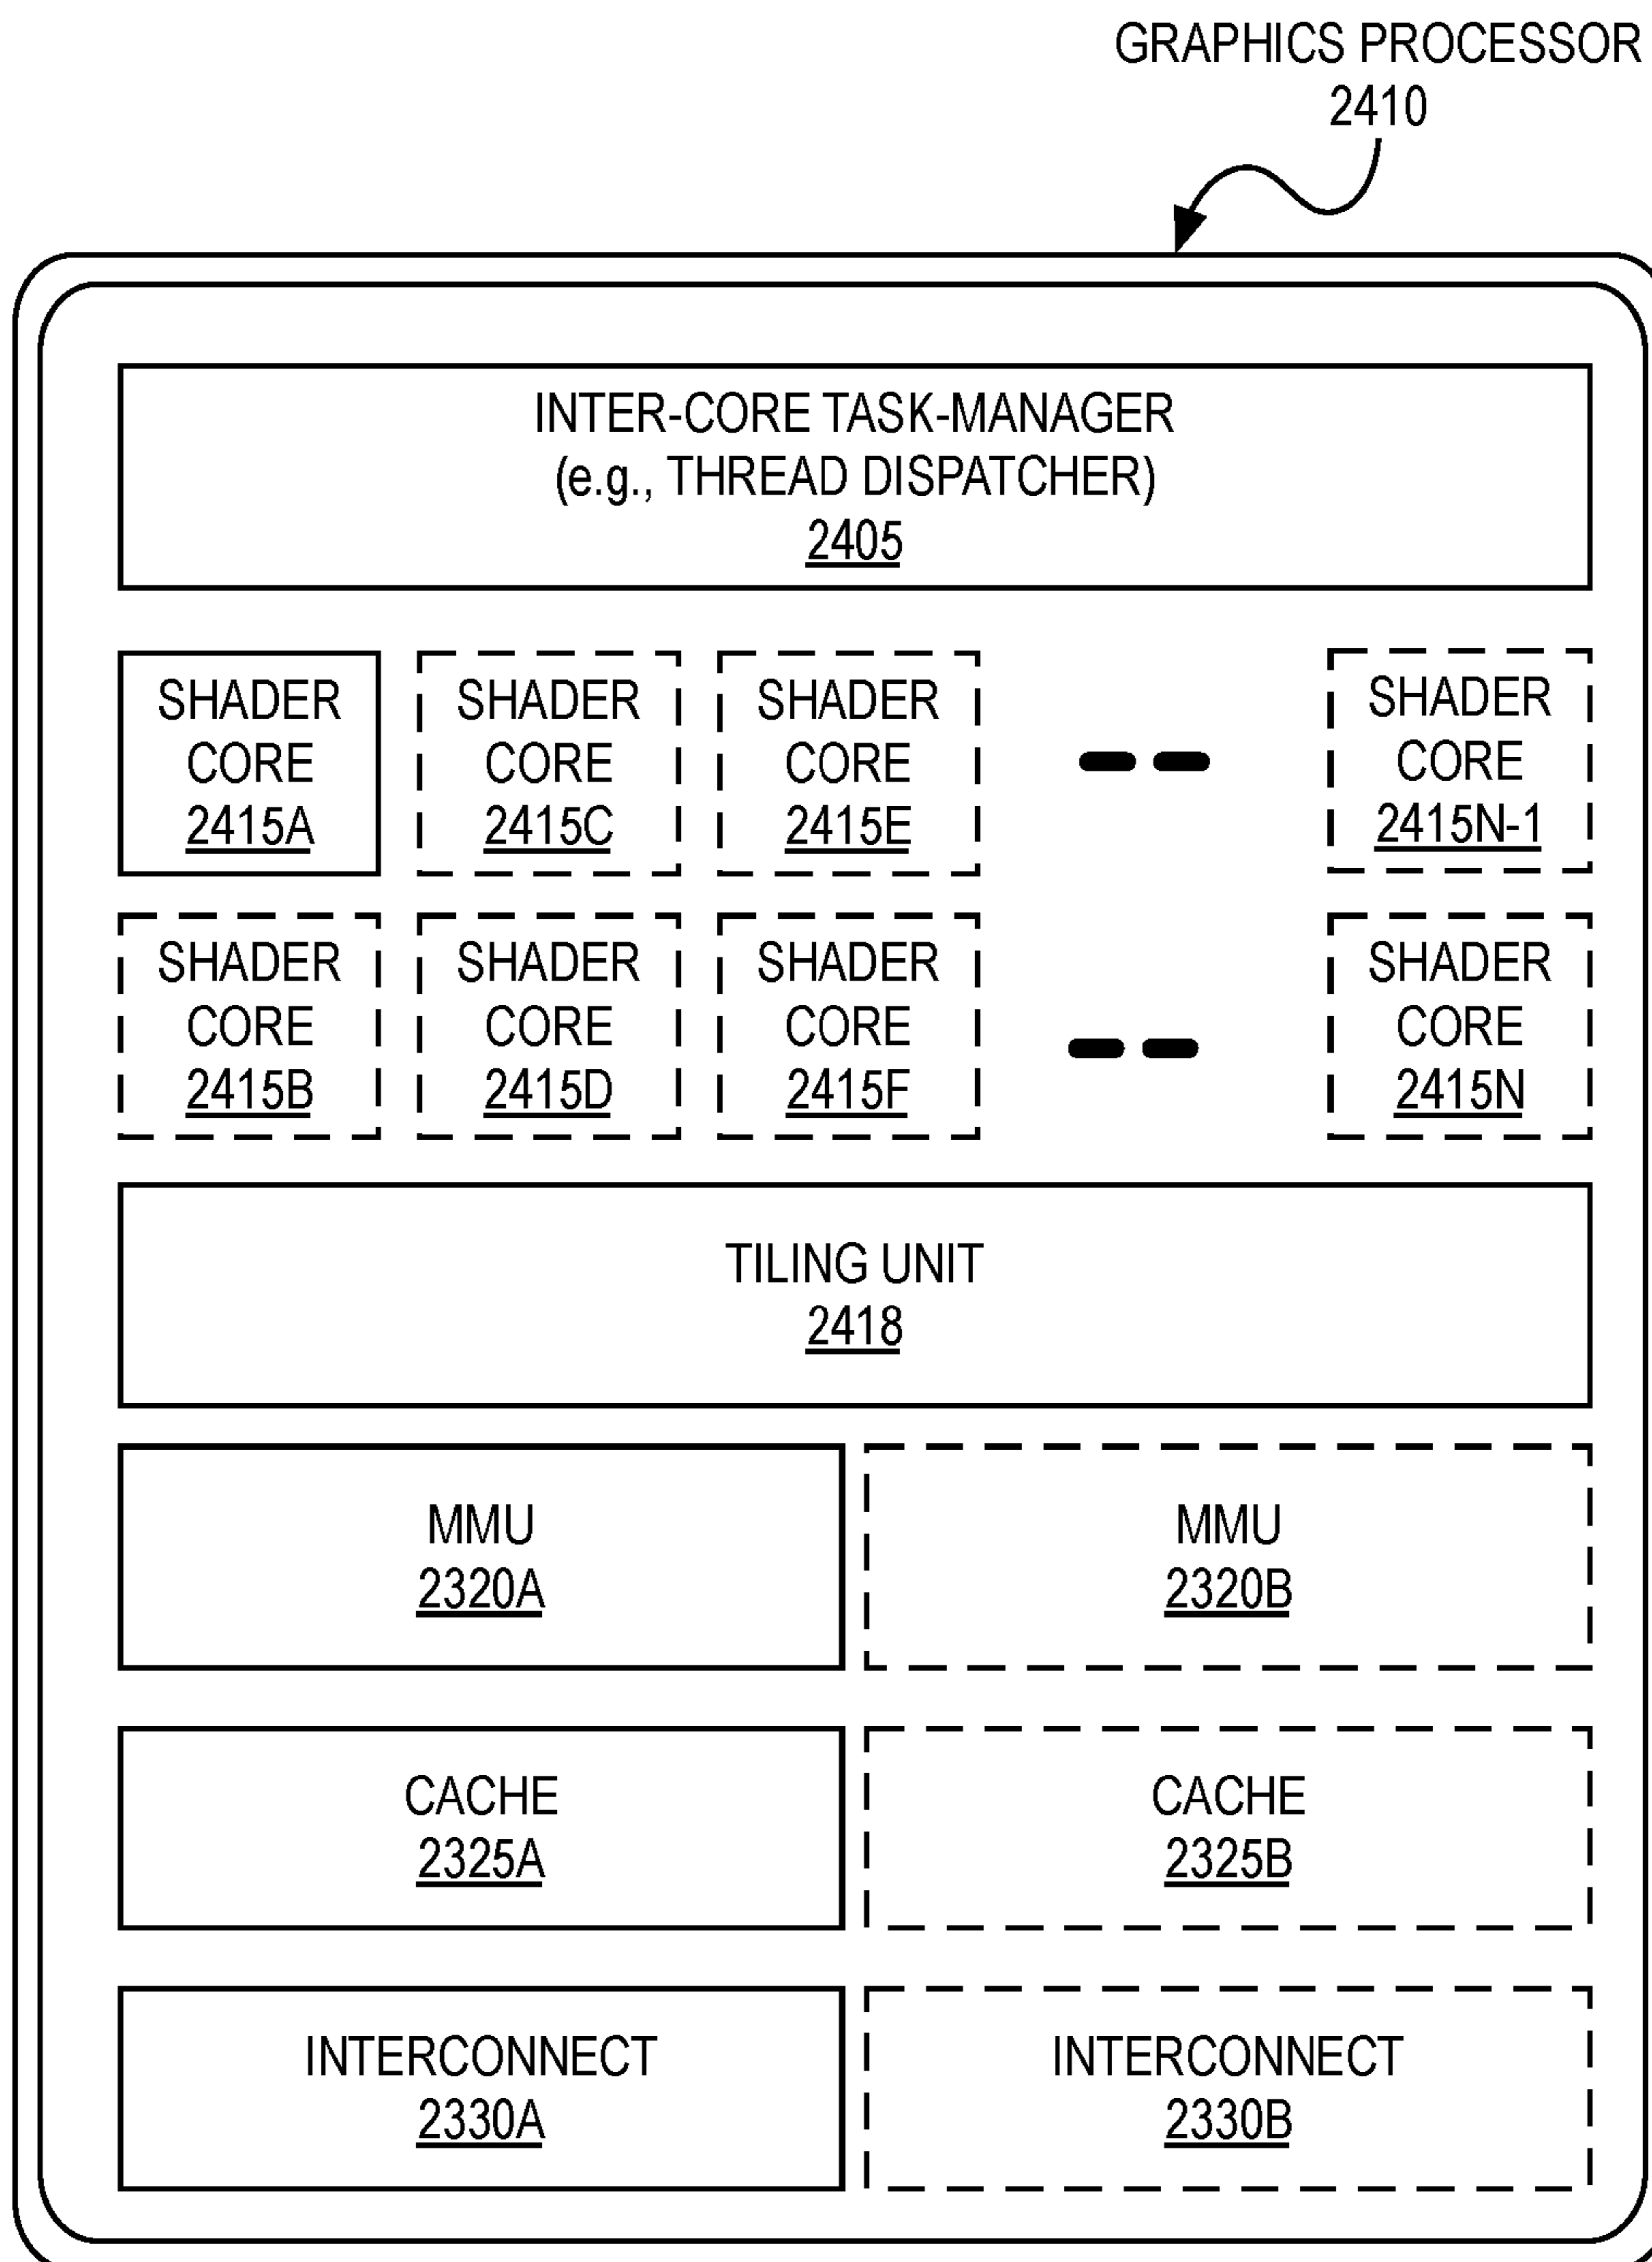 GRAPHICS PROCESSOR
2410
INTER-CORE TASK-MANAGER
(e.g., THREAD DISPATCHER)
2405
SHADER
CORE
2415A
SHADER
CORE
2415C
SHADER
CORE
2415E
SHADER
CORE
2415N-1
SHADER
CORE
2415B
SHADER
CORE
2415D
SHADER
CORE
2415F
SHADER
CORE
2415N
TILING UNIT
2418
MMU
2320A
MMU
2320B
CACHE
2325A
CACHE
2325B
INTERCONNECT
2330A
INTERCONNECT
2330B